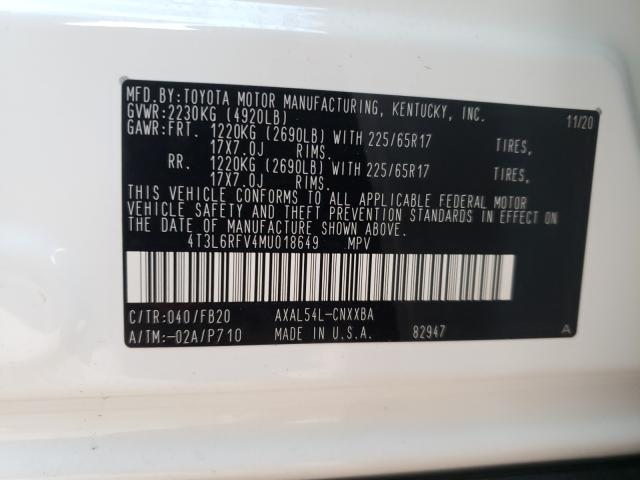 MFD.BY:TOYOTA MOTOR MANUFACTURING, KENTUCKY, INC.
GVWR:2230KG (4920LB) 11/20
GAWR:FRT. 1220KG (2690LB) WITH 225/65R17 TIRES,
17X7.0J RIMS.
RR. 1220KG (2690LB) WITH 225/65R17 TIRES,
17X7.0J RIMS.
THIS VEHICLE CONFORMS TO ALL APPLICABLE FEDERAL MOTOR
VEHICLE SAFETY AND THEFT PREVENTION STANDARDS IN EFFECT ON
THE DATE OF MANUFACTURE SHOWN ABOVE.
4T3L6RFV4MU018649 MPV
C/TR:040/FB20 AXAL54L-CNXXBA
A/TM:-02A/P710 MADE IN U.S.A. 82947 A